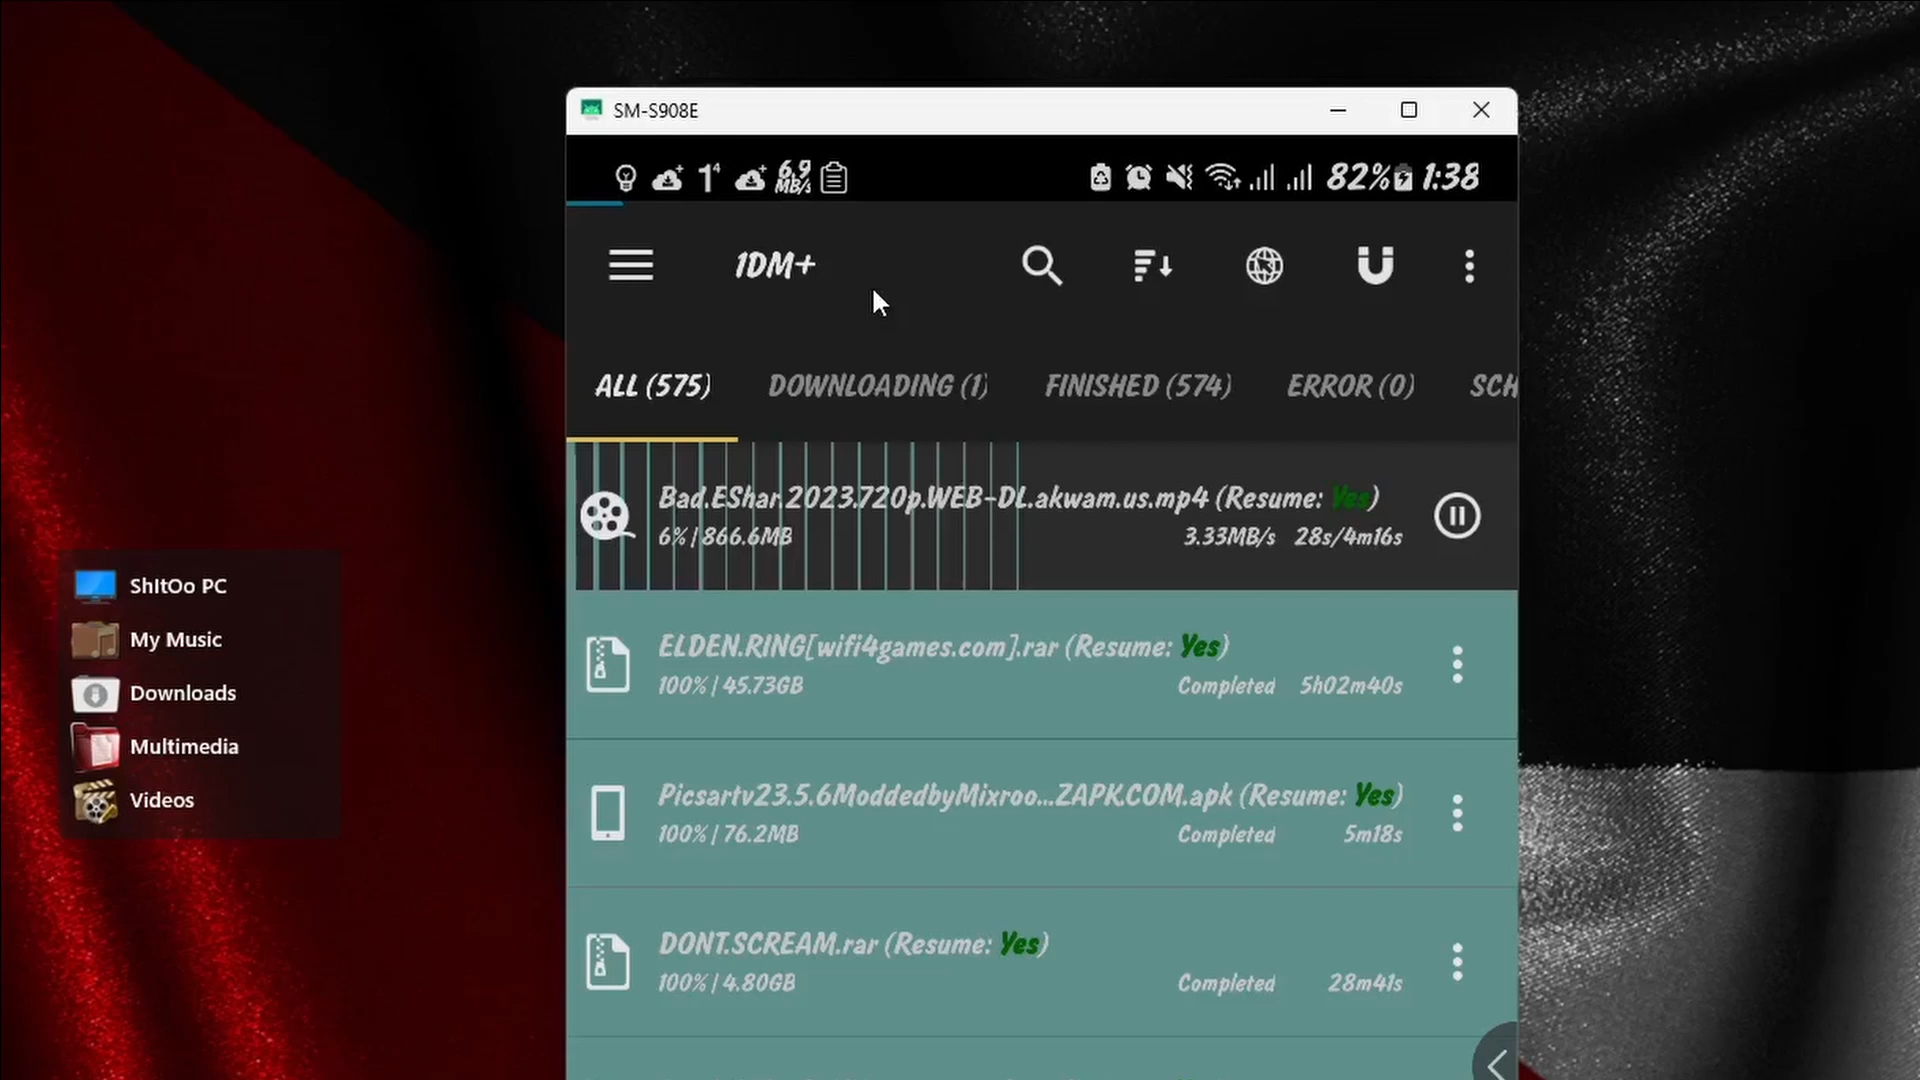 SM-S908E
1⁴ 6.9 MB/s 82% 1:38
1DM+
ALL (575) DOWNLOADING (1) FINISHED (574) ERROR (0) SCH
Bad.EShar.2023.720p.WEB-DL.akwam.us.mp4 (Resume: Yes)
6% | 866.6MB 3.33MB/s 28s/4m16s
ELDEN.RING[wifi4games.com].rar (Resume: Yes)
100% | 45.73GB Completed 5h02m40s
Picsartv23.5.6ModdedbyMixroo...ZAPK.COM.apk (Resume: Yes)
100% | 76.2MB Completed 5m18s
DONT.SCREAM.rar (Resume: Yes)
100% | 4.80GB Completed 28m41s
ShItOo PC
My Music
Downloads
Multimedia
Videos